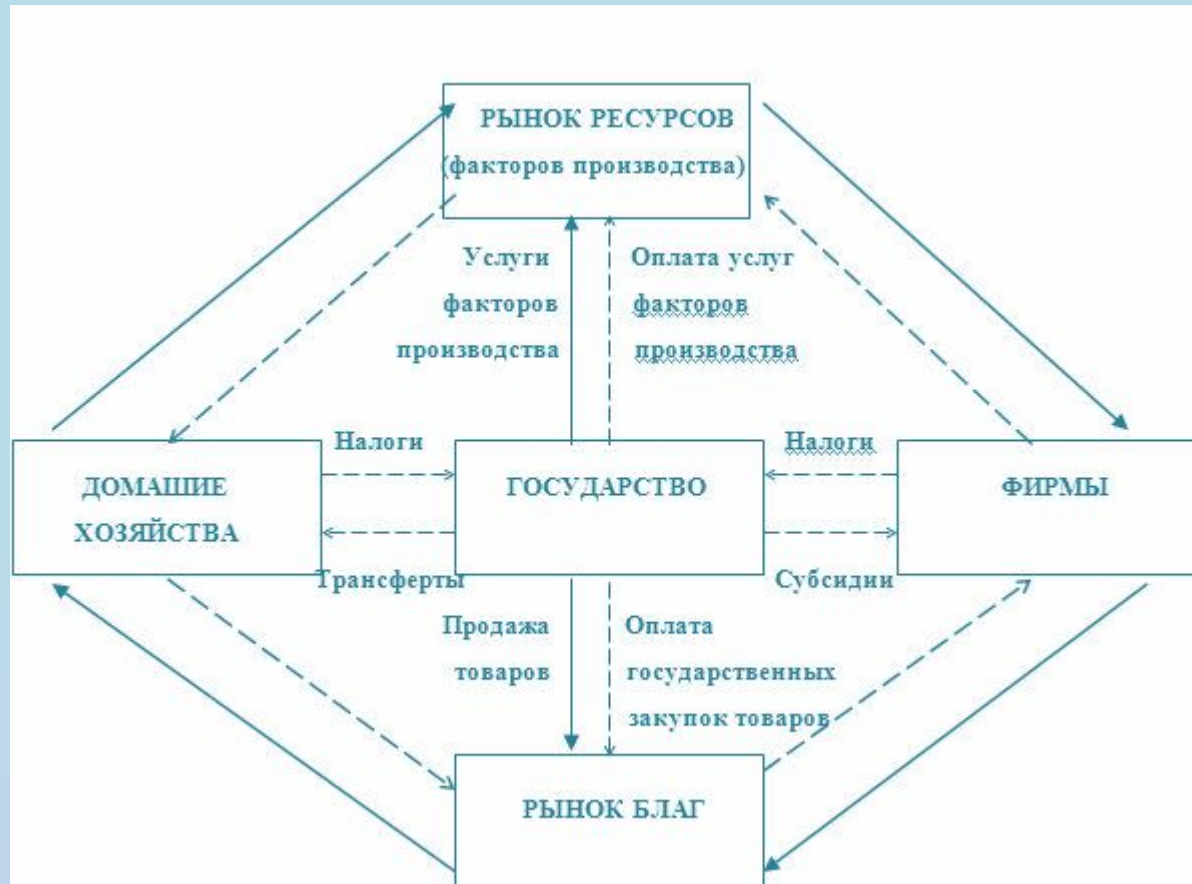 РЫНОК РЕСУРСОВ
(факторов производства)
Услуги
факторов
производства
Оплата услуг
факторов
производства
Налоги
Налоги
ДОМАШИЕ
ХОЗЯЙСТВА
ГОСУДАРСТВО
ФИРМЫ
Трансферты
Субсидии
Продажа
товаров
Оплата
государственных
закупок товаров
РЫНОК БЛАГ